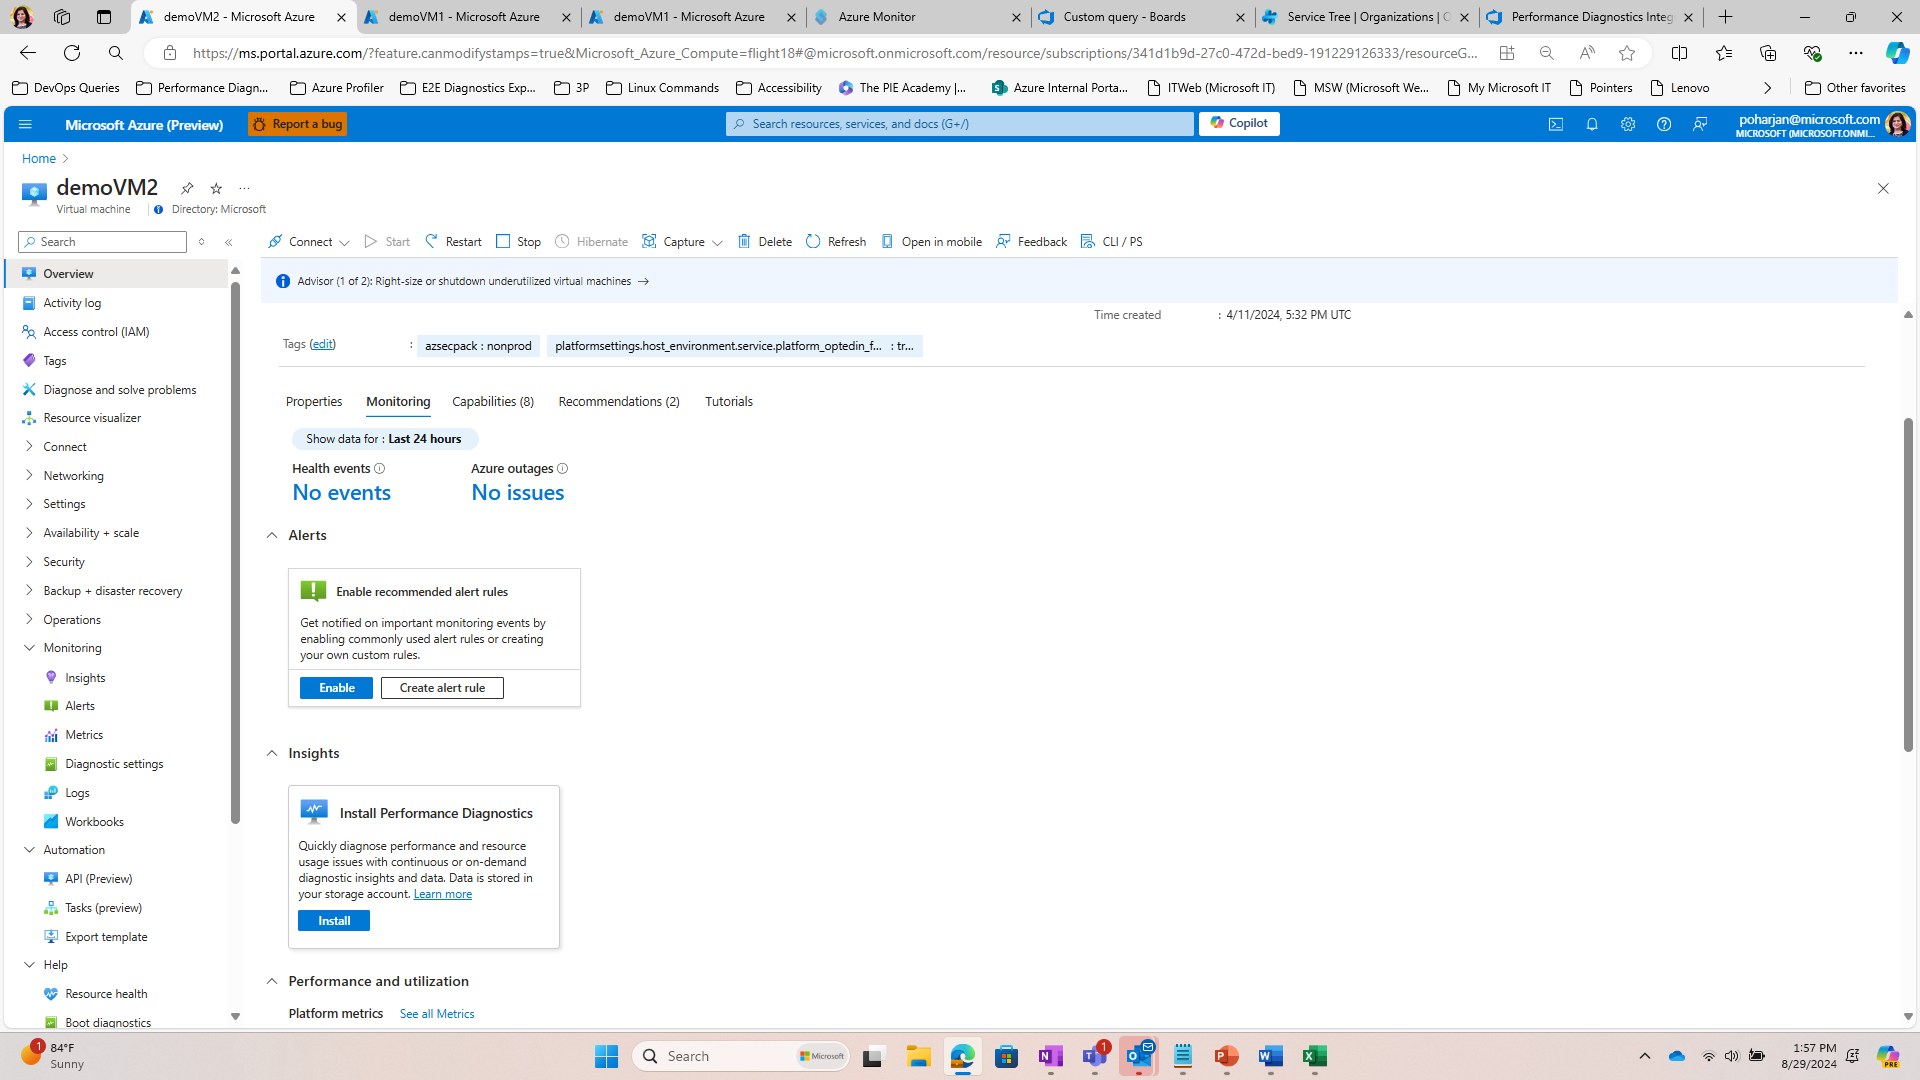 demoVM2 - Microsoft Azure
demoVM1 - Microsoft Azure
demoVM1 - Microsoft Azure
Azure Monitor
Custom query - Boards
Service Tree | Organizations | O
Performance Diagnostics Integ
https://ms.portal.azure.com/?feature.canmodifystamps=true&Microsoft_Azure_Compute=flight18#@microsoft.onmicrosoft.com/resource/subscriptions/341d1b9d-27c0-472d-bed9-191229126333/resourceG...
DevOps Queries
Performance Diagn...
Azure Profiler
E2E Diagnostics Exp...
3P
Linux Commands
Accessibility
The PIE Academy |...
Azure Internal Porta...
ITWeb (Microsoft IT)
MSW (Microsoft We...
My Microsoft IT
Pointers
Lenovo
Other favorites
Microsoft Azure (Preview)
Report a bug
Search resources, services, and docs (G+/)
Copilot
poharjan@microsoft.com
MICROSOFT (MICROSOFT.ONMI...
Home
demoVM2
Virtual machine
Directory: Microsoft
Search
Connect
Start
Restart
Stop
Hibernate
Capture
Delete
Refresh
Open in mobile
Feedback
CLI / PS
Overview
Activity log
Access control (IAM)
Tags
Diagnose and solve problems
Resource visualizer
Connect
Networking
Settings
Availability + scale
Security
Backup + disaster recovery
Operations
Monitoring
Insights
Alerts
Metrics
Diagnostic settings
Logs
Workbooks
Automation
API (Preview)
Tasks (preview)
Export template
Help
Resource health
Boot diagnostics
Advisor (1 of 2): Right-size or shutdown underutilized virtual machines →
Time created : 4/11/2024, 5:32 PM UTC
Tags (edit) : azsecpack : nonprod platformsettings.host_environment.service.platform_optedin_f... : tr...
Properties
Monitoring
Capabilities (8)
Recommendations (2)
Tutorials
Show data for : Last 24 hours
Health events
No events
Azure outages
No issues
Alerts
Enable recommended alert rules
Get notified on important monitoring events by
enabling commonly used alert rules or creating
your own custom rules.
Enable
Create alert rule
Insights
Install Performance Diagnostics
Quickly diagnose performance and resource
usage issues with continuous or on-demand
diagnostic insights and data. Data is stored in
your storage account. Learn more
Install
Performance and utilization
Platform metrics
See all Metrics
1
84°F
Sunny
Search
Microsoft
1
1:57 PM
8/29/2024
PRE